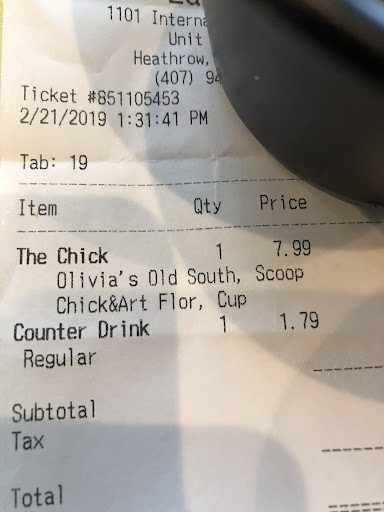 1101 Interna
Unit
Heathrow,
(407) 94
Ticket #851105453
2/21/2019 1:31:41 PM
Tab: 19
Item Qty Price
The Chick 1 7.99
Olivia's Old South, Scoop
Chick&Art Flor, Cup
Counter Drink 1 1.79
Regular
Subtotal
Tax
Total